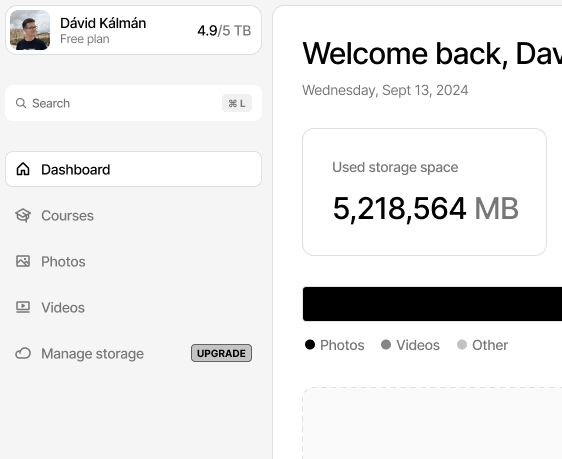 Dávid Kálmán
Free plan
4.9/5 TB
Search
⌘ L
Dashboard
Courses
Photos
Videos
Manage storage
UPGRADE
Welcome back, Dav
Wednesday, Sept 13, 2024
Used storage space
5,218,564 MB
Photos
Videos
Other